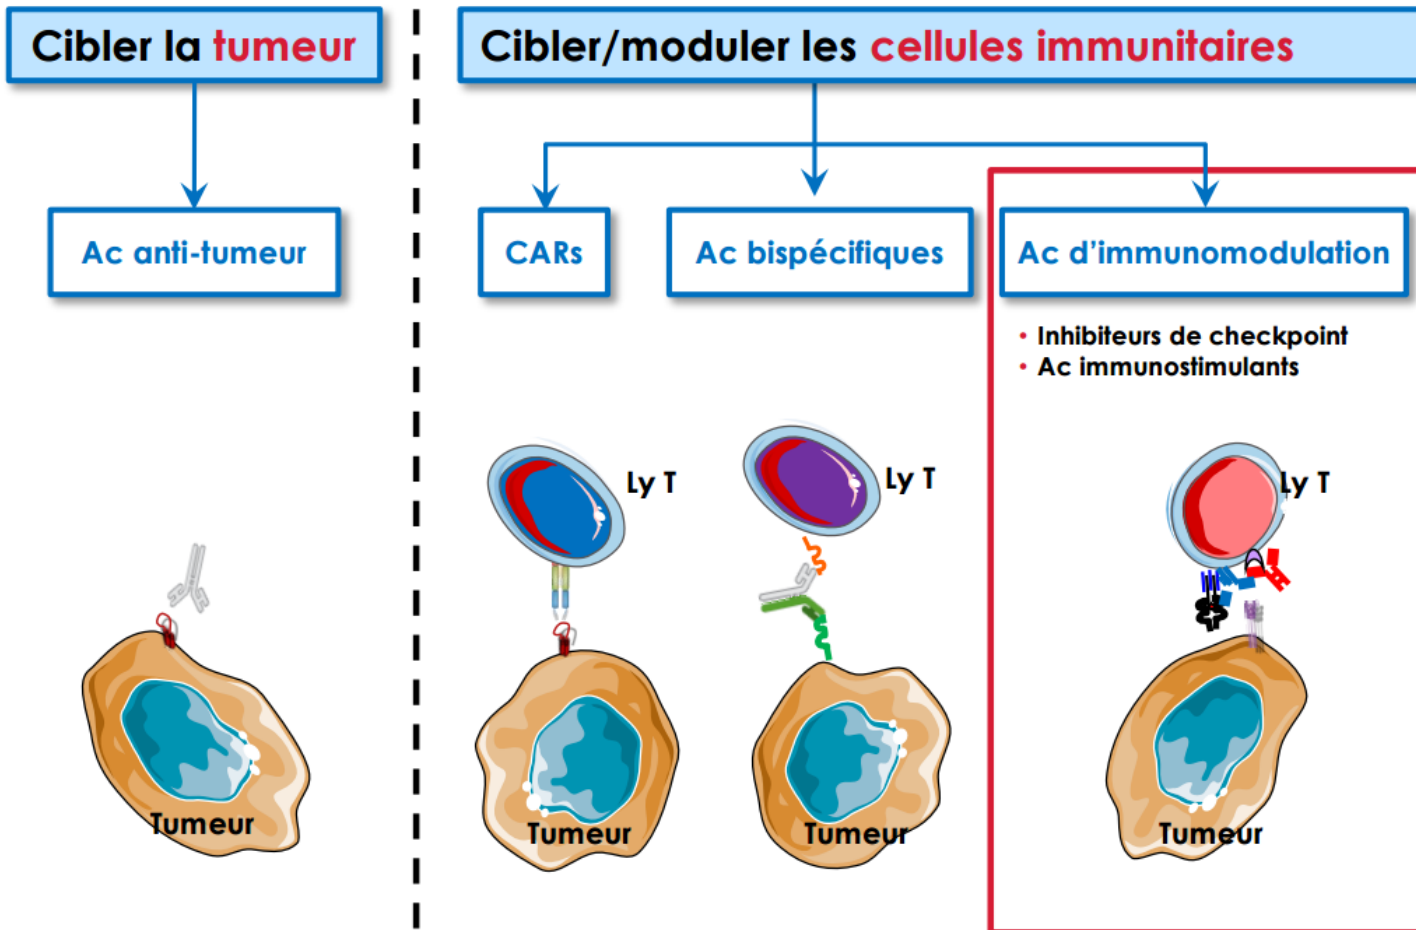 Cibler la tumeur
Cibler/moduler les cellules immunitaires
Ac anti-tumeur
CARs
Ac bispécifiques
Ac d’immunomodulation
• Inhibiteurs de checkpoint
• Ac immunostimulants
Ly T
Ly T
Ly T
Tumeur
Tumeur
Tumeur
Tumeur